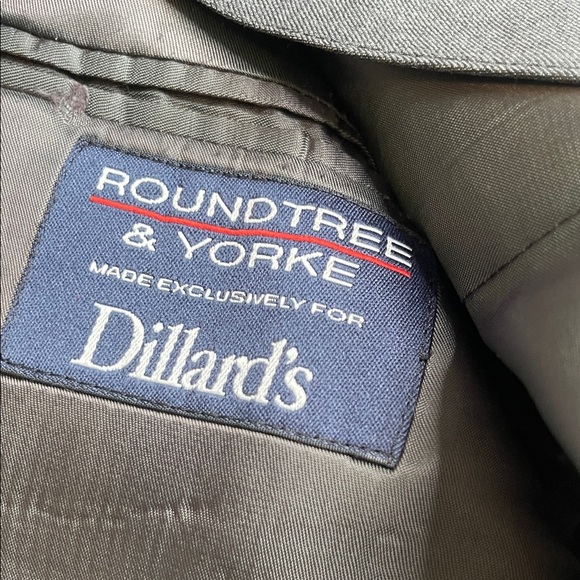 ROUNDTREE
& YORKE
MADE EXCLUSIVELY FOR
Dillard's